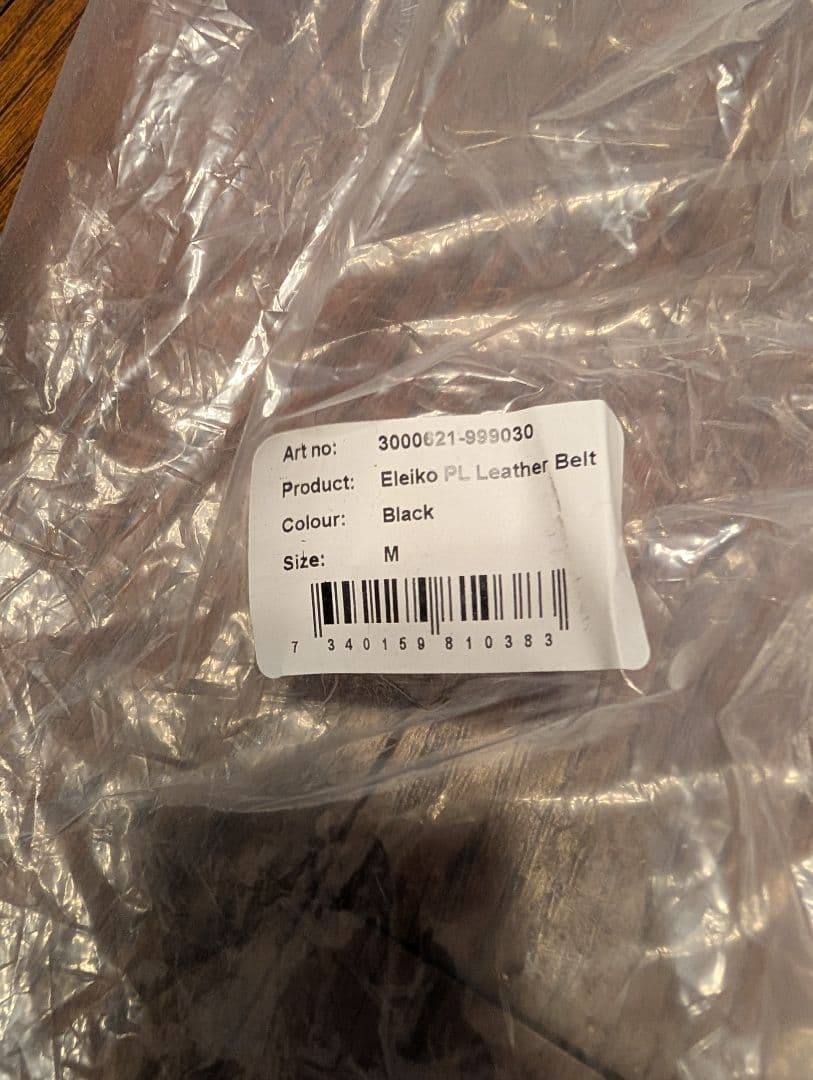 Art no: 3000621-999030
Product: Eleiko PL Leather Belt
Colour: Black
Size: M
7 340159 810383